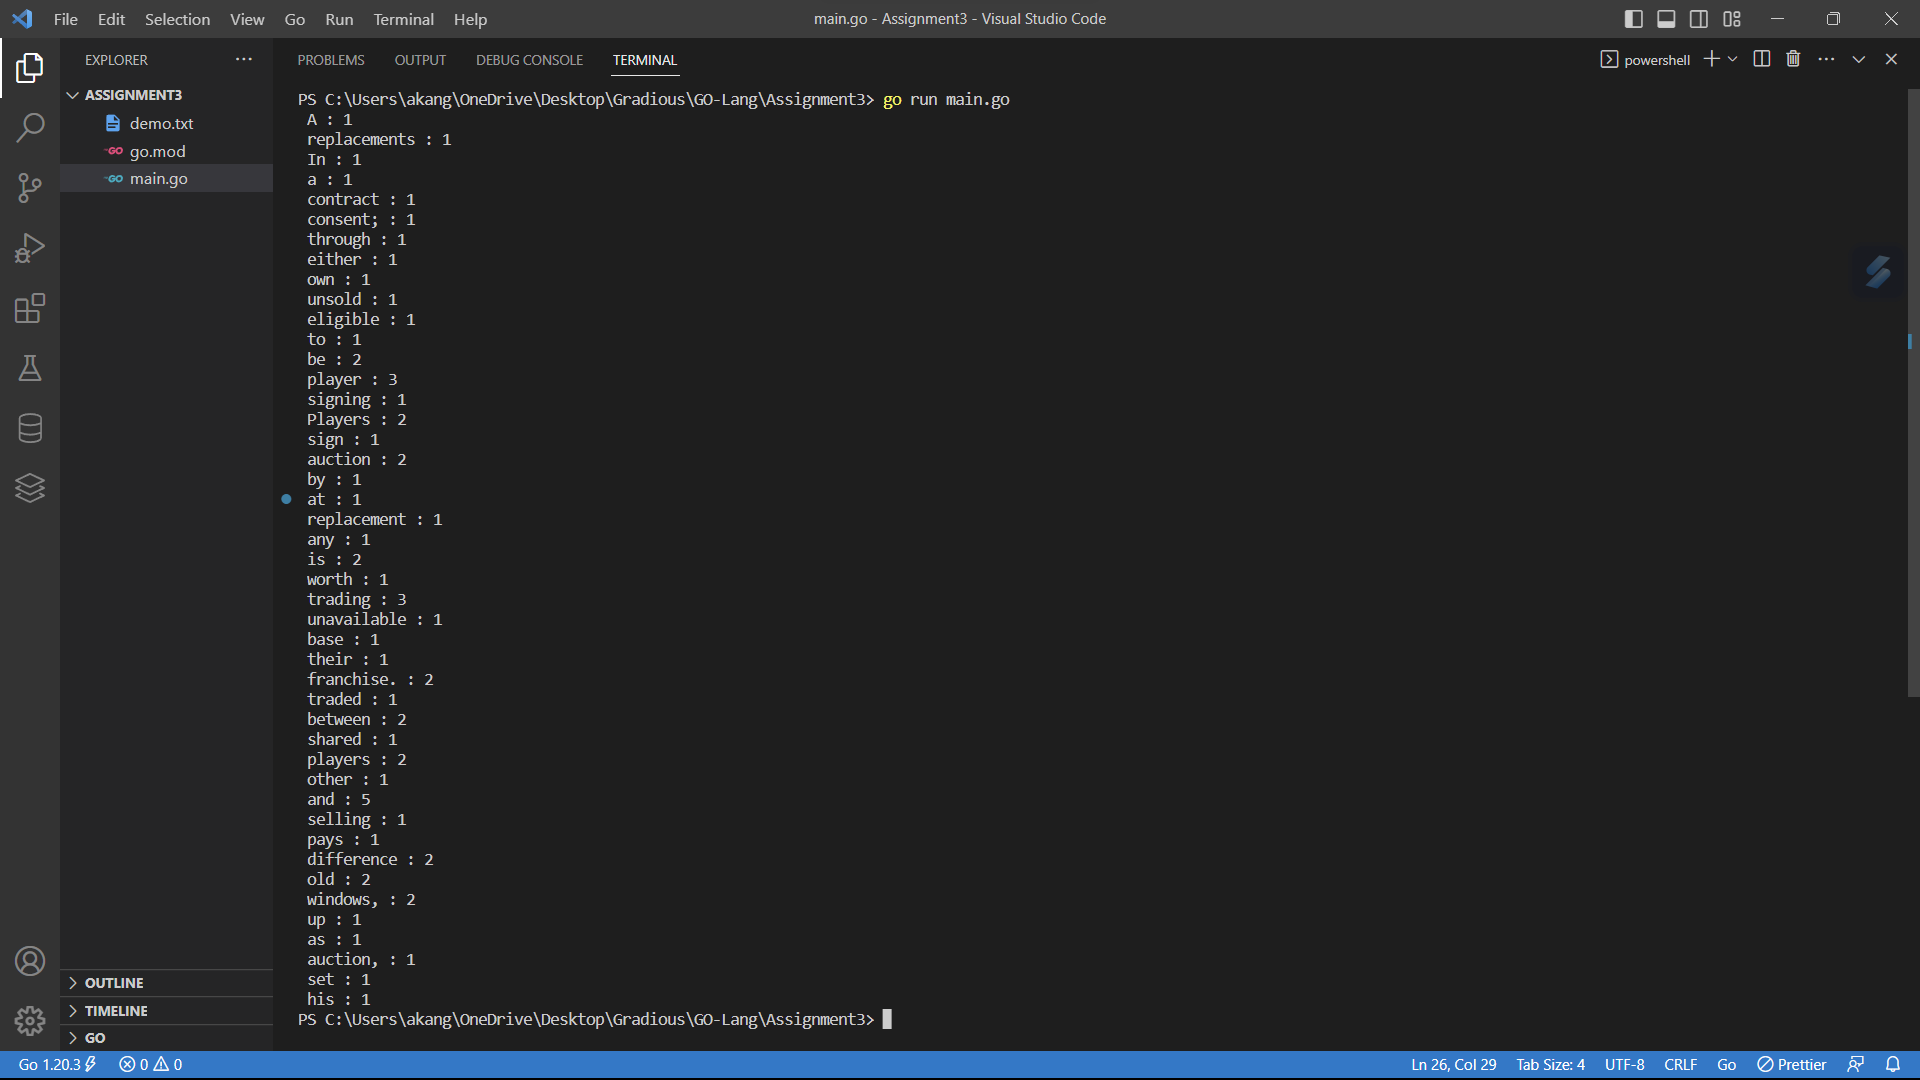 File Edit Selection View Go Run Terminal Help
main.go - Assignment3 - Visual Studio Code
EXPLORER
ASSIGNMENT3
demo.txt
GO go.mod
GO main.go
OUTLINE
TIMELINE
GO
PROBLEMS OUTPUT DEBUG CONSOLE TERMINAL
powershell
PS C:\Users\akang\OneDrive\Desktop\Gradious\GO-Lang\Assignment3> go run main.go
A : 1
replacements : 1
In : 1
a : 1
contract : 1
consent; : 1
through : 1
either : 1
own : 1
unsold : 1
eligible : 1
to : 1
be : 2
player : 3
signing : 1
Players : 2
sign : 1
auction : 2
by : 1
at : 1
replacement : 1
any : 1
is : 2
worth : 1
trading : 3
unavailable : 1
base : 1
their : 1
franchise. : 2
traded : 1
between : 2
shared : 1
players : 2
other : 1
and : 5
selling : 1
pays : 1
difference : 2
old : 2
windows, : 2
up : 1
as : 1
auction, : 1
set : 1
his : 1
PS C:\Users\akang\OneDrive\Desktop\Gradious\GO-Lang\Assignment3>
Go 1.20.3 0 0
Ln 26, Col 29 Tab Size: 4 UTF-8 CRLF Go Prettier